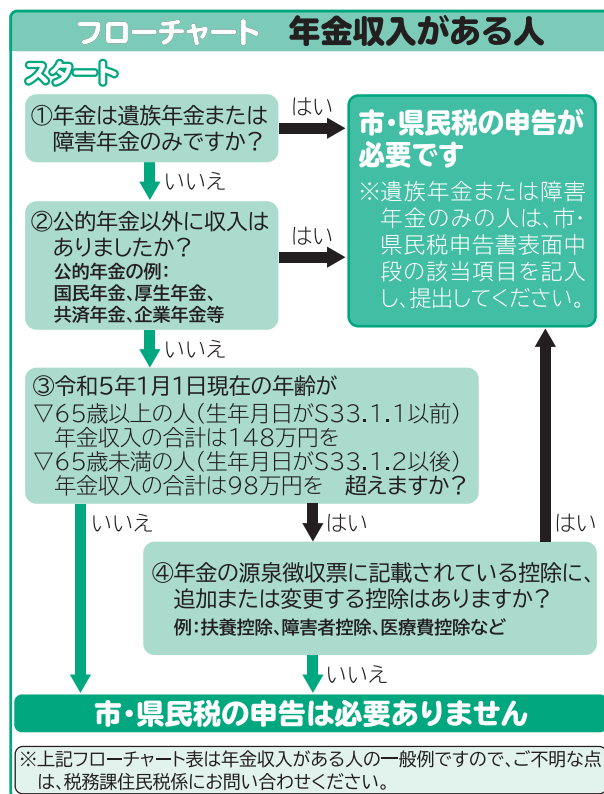 フローチャート 年金収入がある人
スタート
①年金は遺族年金または
障害年金のみですか?
はい
いいえ
市・県民税の申告が
必要です
※遺族年金または障害
年金のみの人は、市・
県民税申告書表面中
段の該当項目を記入
し、提出してください。
②公的年金以外に収入は
ありましたか?
公的年金の例:
国民年金、厚生年金、
共済年金、企業年金等
はい
いいえ
③令和5年1月1日現在の年齢が
▽65歳以上の人(生年月日がS33.1.1以前)
年金収入の合計は148万円を
▽65歳未満の人(生年月日がS33.1.2以後)
年金収入の合計は98万円を 超えますか?
いいえ
はい
はい
④年金の源泉徴収票に記載されている控除に、
追加または変更する控除はありますか?
例:扶養控除、障害者控除、医療費控除など
いいえ
市・県民税の申告は必要ありません
※上記フローチャート表は年金収入がある人の一般例ですので、ご不明な点
は、税務課住民税係にお問い合わせください。